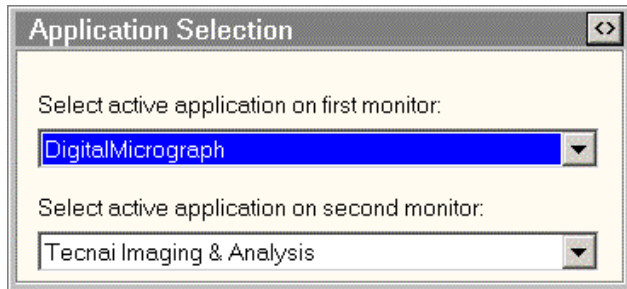 Application Selection
<>
Select active application on first monitor:
DigitalMicrograph
Select active application on second monitor:
Tecnai Imaging & Analysis